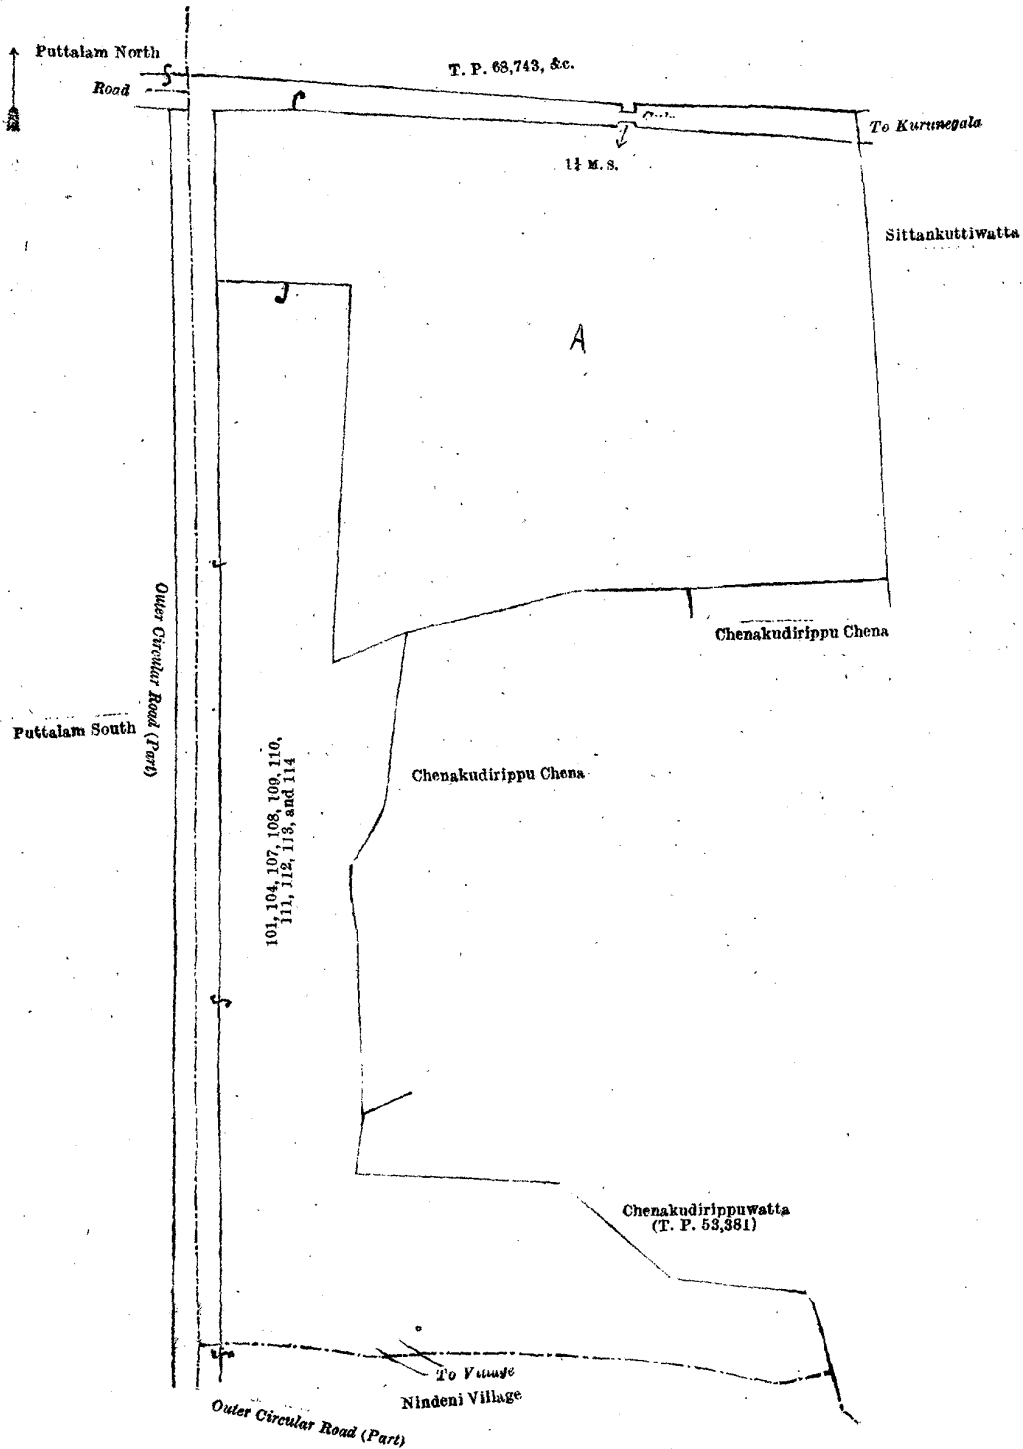 Puttalam North
T. P. 68,743, &c.
Road
To Kurunegala
1¼ M. S.
Sittankuttiwatta
A
Outer Circular Road (Part)
Chenakudirippu Chena
Puttalam South
101, 104, 107, 108, 109, 110,
111, 112, 113, and 114
Chenakudirippu Chena
Chenakudirippuwatta
(T. P. 53,381)
To Village
Nindeni Village
Outer Circular Road (Part)